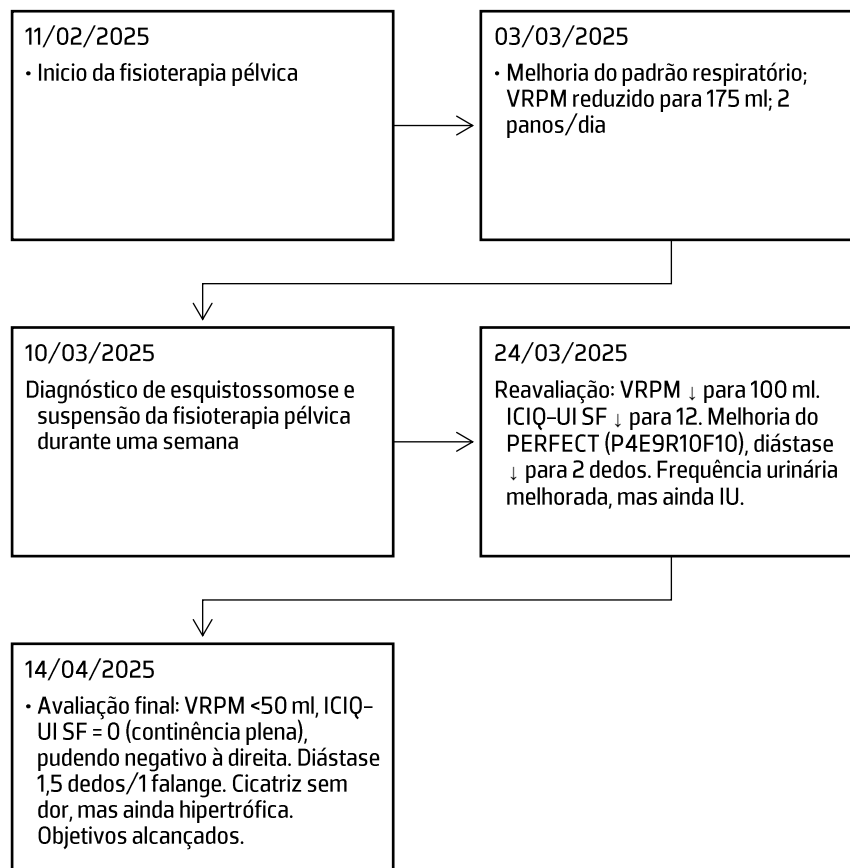 11/02/2025
• Inicio da fisioterapia pélvica
03/03/2025
• Melhoria do padrão respiratório;
VRPM reduzido para 175 ml; 2
panos/dia
10/03/2025
Diagnóstico de esquistossomose e
suspensão da fisioterapia pélvica
durante uma semana
24/03/2025
Reavaliação: VRPM ↓ para 100 ml.
ICIQ-UI SF ↓ para 12. Melhoria do
PERFECT (P4E9R10F10), diástase
↓ para 2 dedos. Frequência urinária
melhorada, mas ainda IU.
14/04/2025
• Avaliação final: VRPM <50 ml, ICIQ-
UI SF = 0 (continência plena),
pudendo negativo à direita. Diástase
1,5 dedos/1 falange. Cicatriz sem
dor, mas ainda hipertrófica.
Objetivos alcançados.